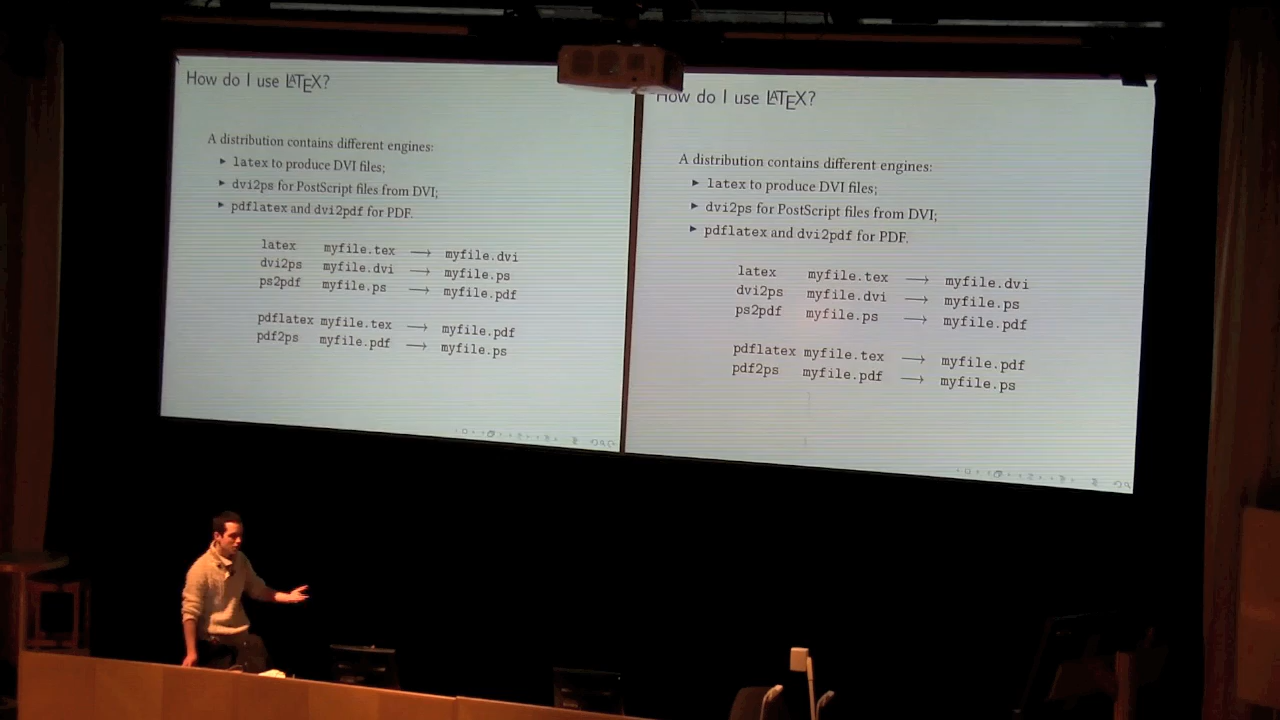 How do I use LATEX?
A distribution contains different engines:
▶ latex to produce DVI files;
▶ dvi2ps for PostScript files from DVI;
▶ pdflatex and dvi2pdf for PDF.
latex myfile.tex ⟶ myfile.dvi
dvi2ps myfile.dvi ⟶ myfile.ps
ps2pdf myfile.ps ⟶ myfile.pdf
pdflatex myfile.tex ⟶ myfile.pdf
pdf2ps myfile.pdf ⟶ myfile.ps
How do I use LATEX?
A distribution contains different engines:
▶ latex to produce DVI files;
▶ dvi2ps for PostScript files from DVI;
▶ pdflatex and dvi2pdf for PDF.
latex myfile.tex ⟶ myfile.dvi
dvi2ps myfile.dvi ⟶ myfile.ps
ps2pdf myfile.ps ⟶ myfile.pdf
pdflatex myfile.tex ⟶ myfile.pdf
pdf2ps myfile.pdf ⟶ myfile.ps